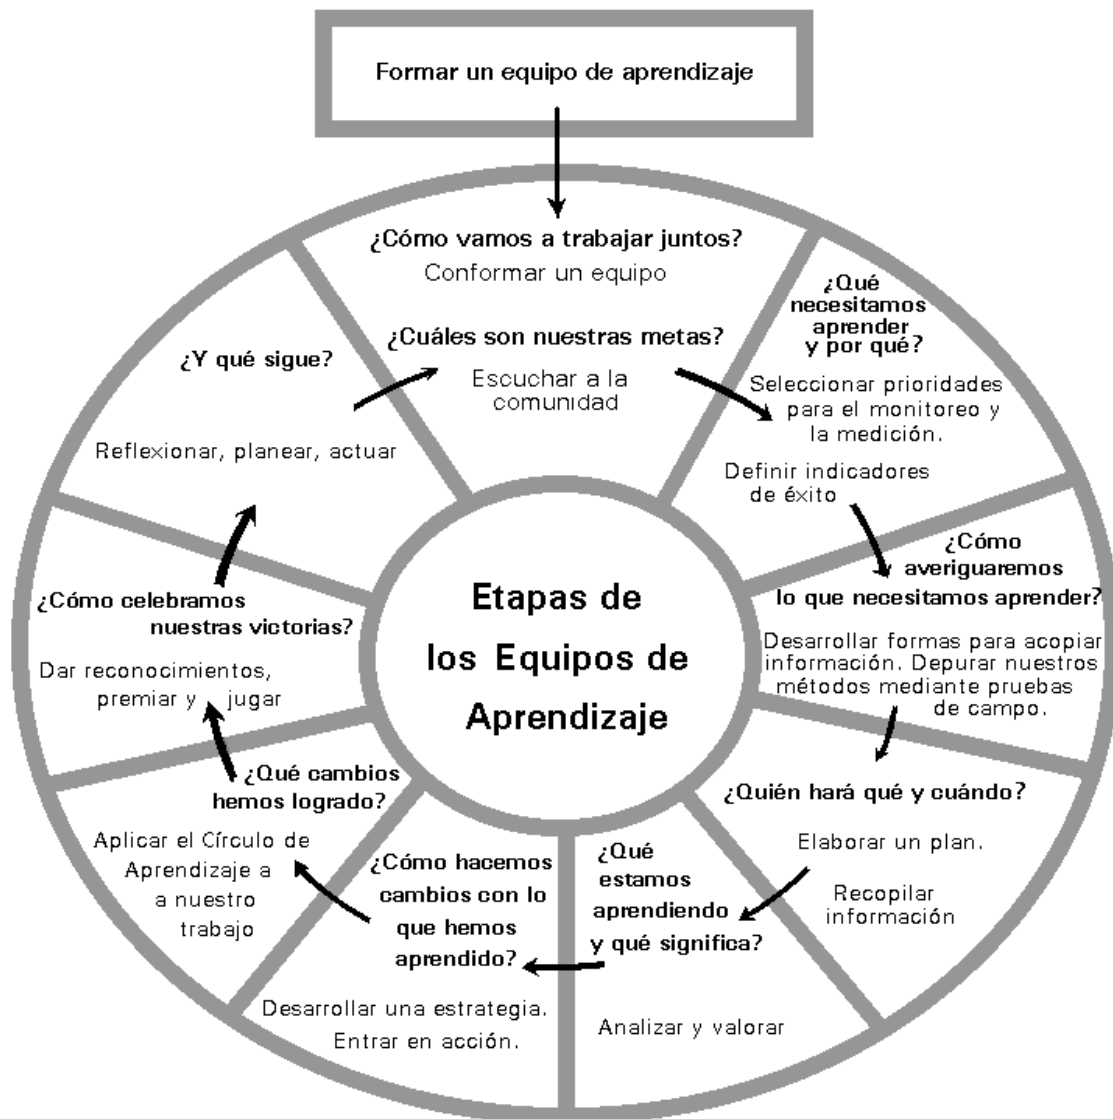 Formar un equipo de aprendizaje
¿Cómo vamos a trabajar juntos?
Conformar un equipo
¿Cuáles son nuestras metas?
Escuchar a la
comunidad
¿Qué
necesitamos
aprender
y por qué?
Seleccionar prioridades
para el monitoreo y
la medición.
Definir indicadores
de éxito
¿Cómo
averiguaremos
lo que necesitamos aprender?
Desarrollar formas para acopiar
información. Depurar nuestros
métodos mediante pruebas
de campo.
¿Quién hará qué y cuándo?
Elaborar un plan.
Recopilar
información
¿Qué
estamos
aprendiendo
y qué significa?
Analizar y valorar
¿Cómo hacemos
cambios con lo
que hemos
aprendido?
Desarrollar una estrategia.
Entrar en acción.
¿Qué cambios
hemos logrado?
Aplicar el Círculo de
Aprendizaje a
a nuestro
trabajo
¿Cómo celebramos
nuestras victorias?
Dar reconocimientos,
premiar y jugar
¿Y qué sigue?
Reflexionar, planear, actuar
Etapas de
los Equipos de
Aprendizaje